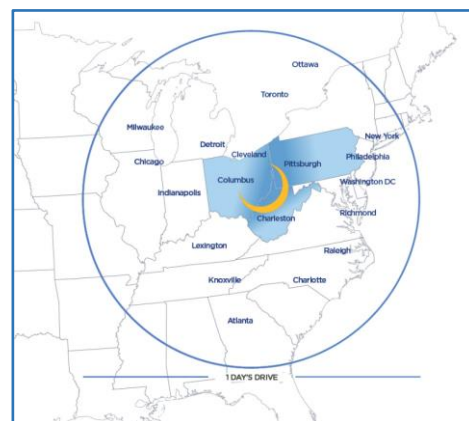 Ottawa
Toronto
Milwaukee
Detroit
New York
Cleveland
Chicago
Pittsburgh
Philadelphia
Columbus
Washington DC
Indianapolis
Charleston
Richmond
Lexington
Raleigh
Knoxville
Charlotte
Atlanta
1 DAY'S DRIVE